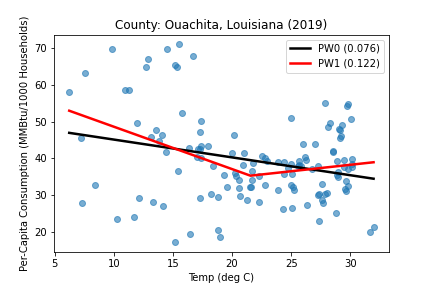 County: Ouachita, Louisiana (2019)
PW0 (0.076)
PW1 (0.122)
Per-Capita Consumption (MMBtu/1000 Households)
70
60
50
40
30
20
5 10 15 20 25 30
Temp (deg C)